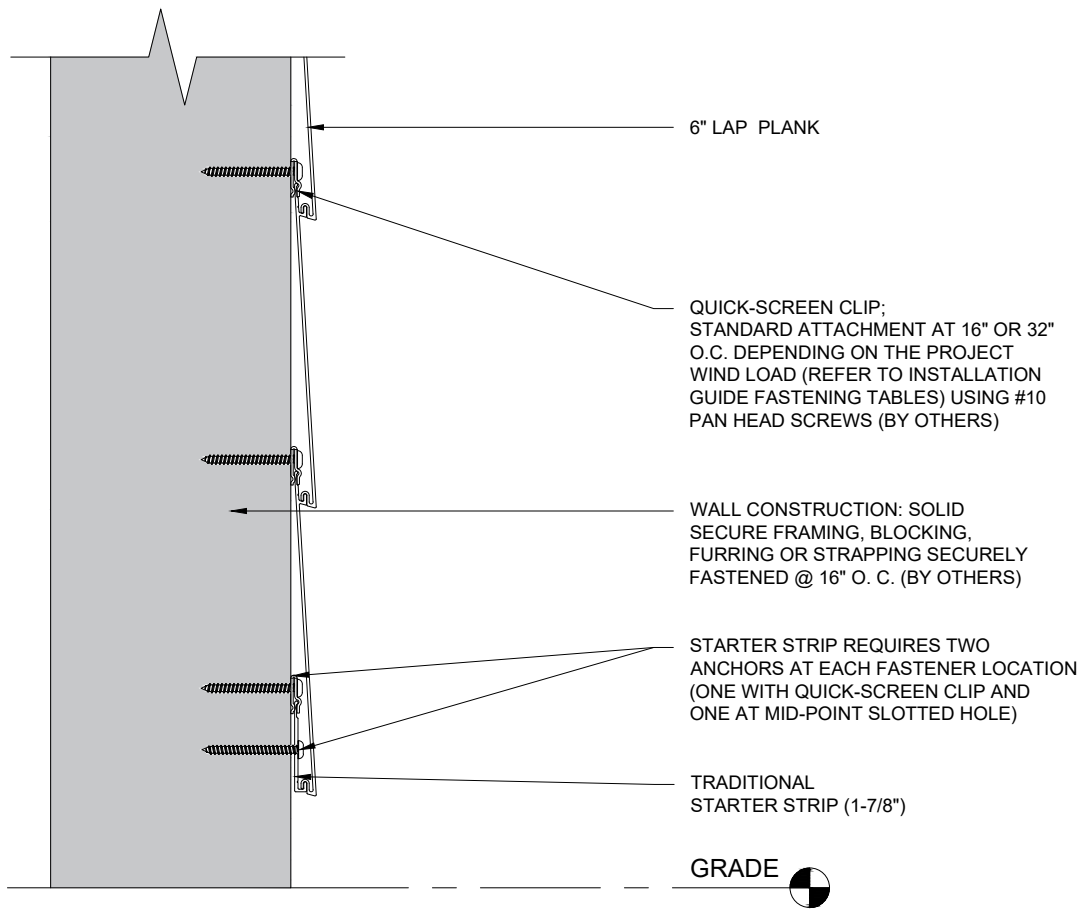 6" LAP PLANK
QUICK-SCREEN CLIP;
STANDARD ATTACHMENT AT 16" OR 32"
O.C. DEPENDING ON THE PROJECT
WIND LOAD (REFER TO INSTALLATION
GUIDE FASTENING TABLES) USING #10
PAN HEAD SCREWS (BY OTHERS)
WALL CONSTRUCTION: SOLID
SECURE FRAMING, BLOCKING,
FURRING OR STRAPPING SECURELY
FASTENED @ 16" O. C. (BY OTHERS)
STARTER STRIP REQUIRES TWO
ANCHORS AT EACH FASTENER LOCATION
(ONE WITH QUICK-SCREEN CLIP AND
ONE AT MID-POINT SLOTTED HOLE)
TRADITIONAL
STARTER STRIP (1-7/8")
GRADE